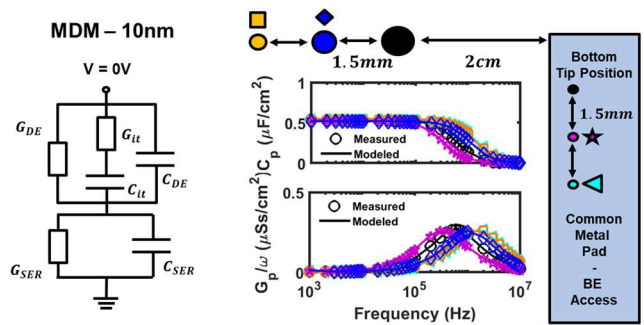 MDM – 10nm
V = 0V
G_DE
G_it
C_it
C_DE
G_SER
C_SER
1.5mm
2cm
C_p (μF/cm²)
1
0.5
0
Measured
Modeled
G_p/ω (μSs/cm²)
0.5
0
Measured
Modeled
10³
10⁵
10⁷
Frequency (Hz)
Bottom
Tip Position
1.5mm
Common
Metal
Pad
-
BE
Access